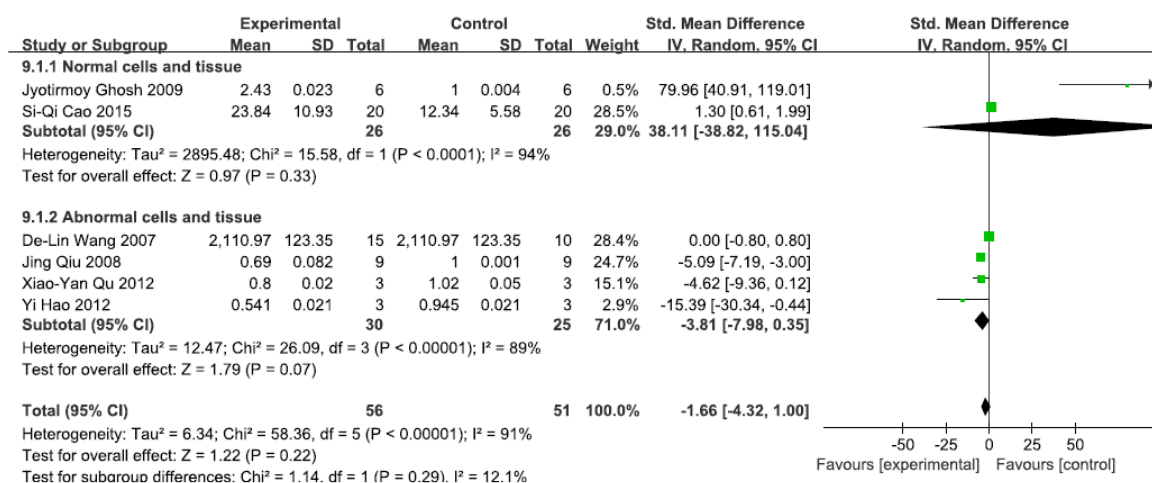 Experimental Control Std. Mean Difference Std. Mean Difference
Study or Subgroup Mean SD Total Mean SD Total Weight IV, Random, 95% CI IV, Random, 95% CI
9.1.1 Normal cells and tissue
Jyotirmoy Ghosh 2009 2.43 0.023 6 1 0.004 6 0.5% 79.96 [40.91, 119.01]
Si-Qi Cao 2015 23.84 10.93 20 12.34 5.58 20 28.5% 1.30 [0.61, 1.99]
Subtotal (95% CI) 26 26 29.0% 38.11 [-38.82, 115.04]
Heterogeneity: Tau² = 2895.48; Chi² = 15.58, df = 1 (P < 0.0001); I² = 94%
Test for overall effect: Z = 0.97 (P = 0.33)
9.1.2 Abnormal cells and tissue
De-Lin Wang 2007 2,110.97 123.35 15 2,110.97 123.35 10 28.4% 0.00 [-0.80, 0.80]
Jing Qiu 2008 0.69 0.082 9 1 0.001 9 24.7% -5.09 [-7.19, -3.00]
Xiao-Yan Qu 2012 0.8 0.02 3 1.02 0.05 3 15.1% -4.62 [-9.36, 0.12]
Yi Hao 2012 0.541 0.021 3 0.945 0.021 3 2.9% -15.39 [-30.34, -0.44]
Subtotal (95% CI) 30 25 71.0% -3.81 [-7.98, 0.35]
Heterogeneity: Tau² = 12.47; Chi² = 26.09, df = 3 (P < 0.00001); I² = 89%
Test for overall effect: Z = 1.79 (P = 0.07)
Total (95% CI) 56 51 100.0% -1.66 [-4.32, 1.00]
Heterogeneity: Tau² = 6.34; Chi² = 58.36, df = 5 (P < 0.00001); I² = 91%
Test for overall effect: Z = 1.22 (P = 0.22)
Test for subgroup differences: Chi² = 1.14, df = 1 (P = 0.29), I² = 12.1%
-50 -25 0 25 50
Favours [experimental] Favours [control]